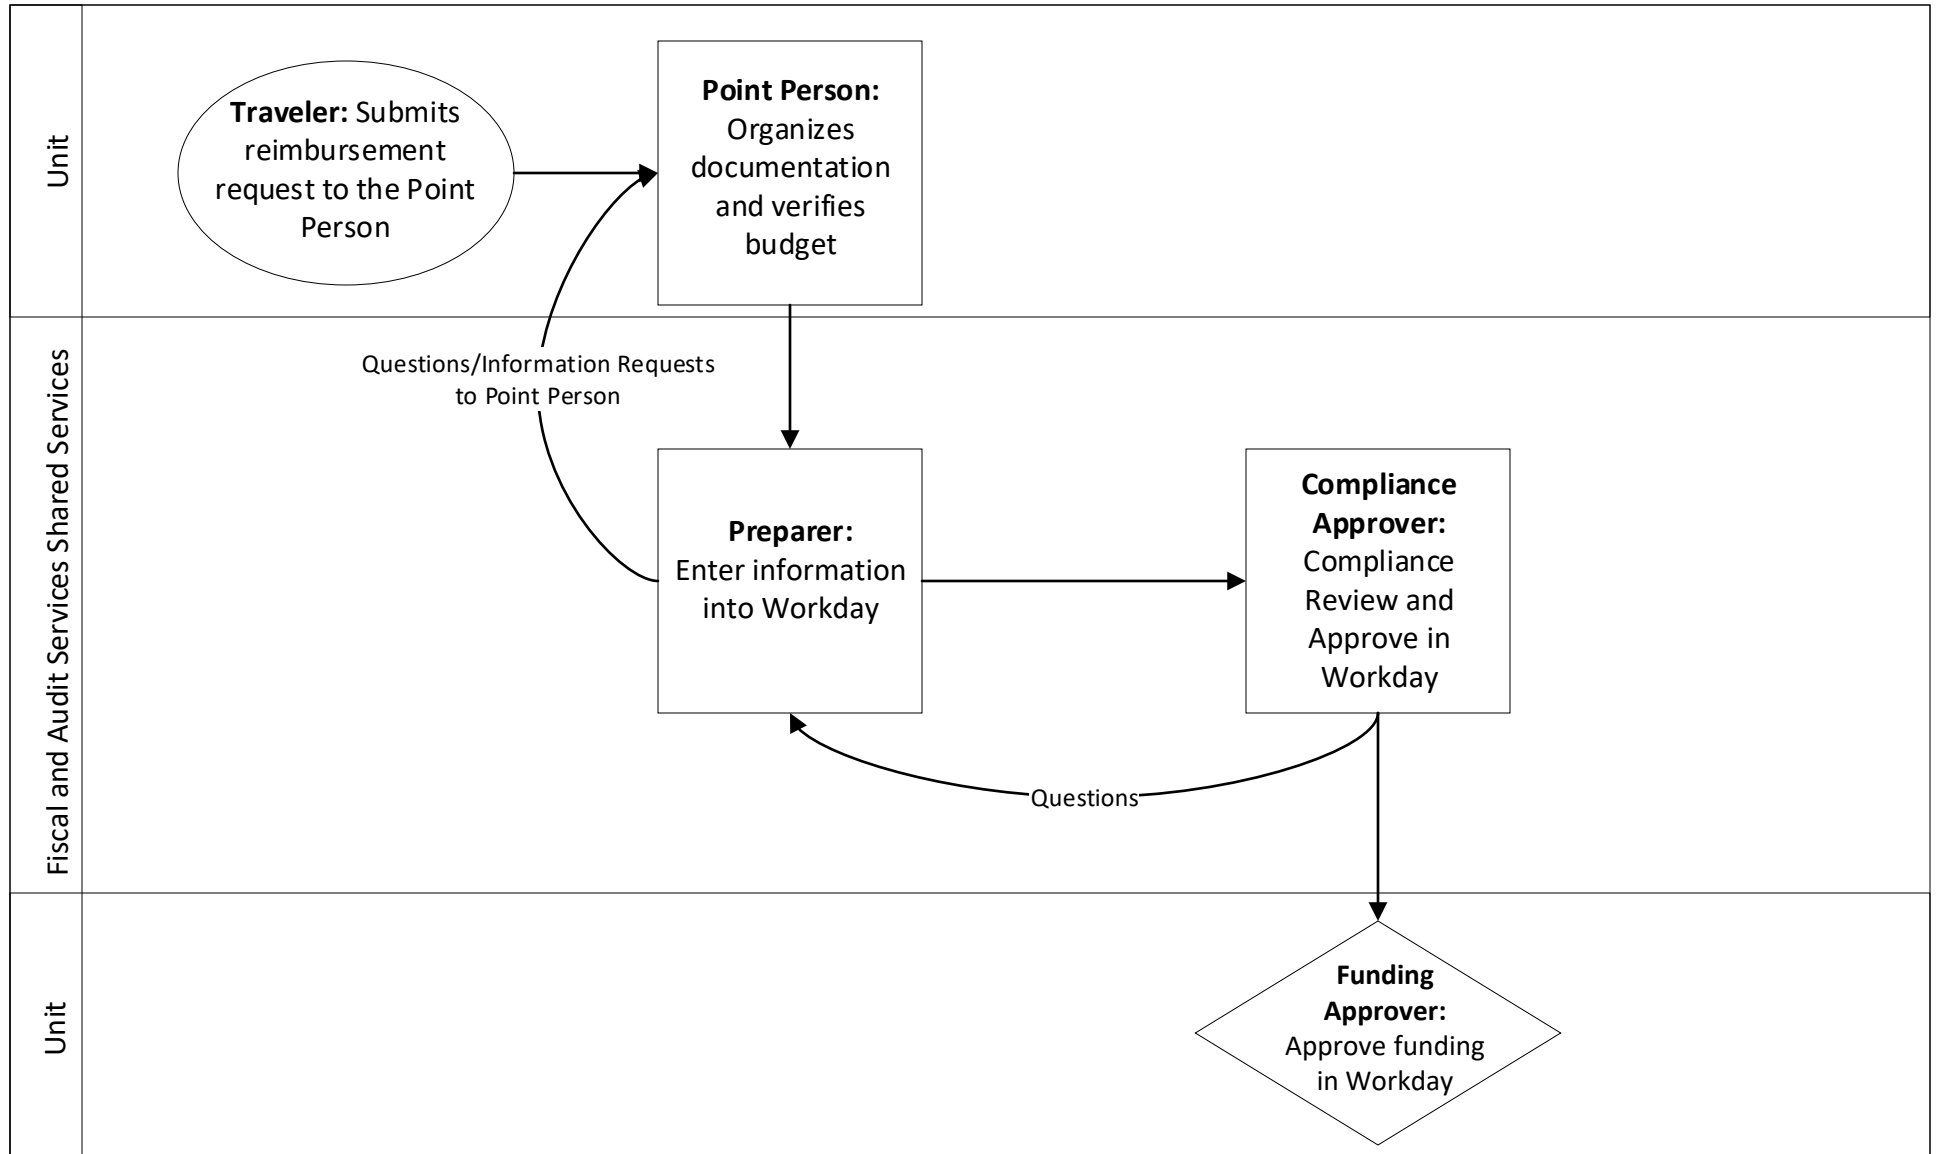 Unit
Traveler: Submits
reimbursement
request to the Point
Person
Point Person:
Organizes
documentation
and verifies
budget
Fiscal and Audit Services Shared Services
Questions/Information Requests
to Point Person
Preparer:
Enter information
into Workday
Compliance
Approver:
Compliance
Review and
Approve in
Workday
Questions
Unit
Funding
Approver:
Approve funding
in Workday